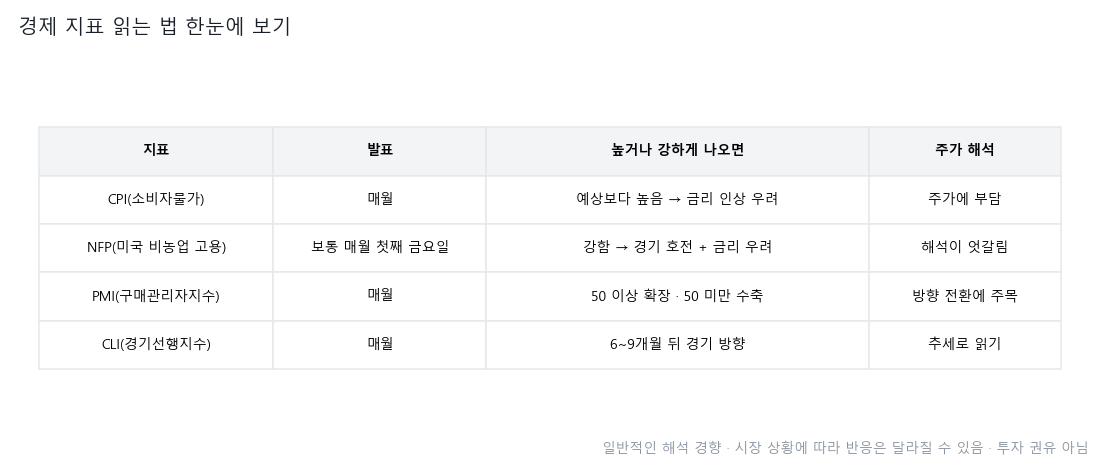 경제 지표 읽는 법 한눈에 보기
지표 발표 높거나 강하게 나오면 주가 해석
CPI(소비자물가) 매월 예상보다 높음 → 금리 인상 우려 주가에 부담
NFP(미국 비농업 고용) 보통 매월 첫째 금요일 강함 → 경기 호전 + 금리 우려 해석이 엇갈림
PMI(구매관리자지수) 매월 50 이상 확장 · 50 미만 수축 방향 전환에 주목
CLI(경기선행지수) 매월 6~9개월 뒤 경기 방향 추세로 읽기
일반적인 해석 경향 · 시장 상황에 따라 반응은 달라질 수 있음 · 투자 권유 아님